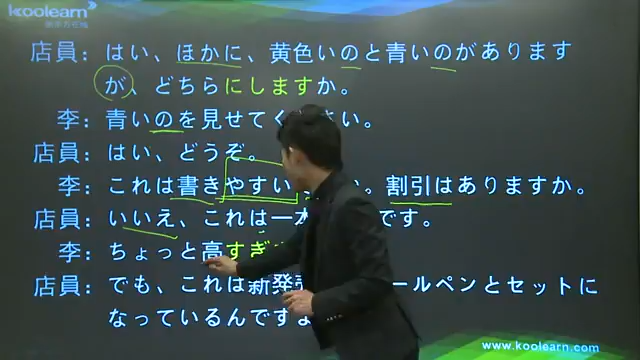 koolearn
店員：はい、ほかに、黄色いのと青いのがあります
が、どちらにしますか。
李：青いのを見せてく さい。
店員：はい、どうぞ。
李：これは書きやすい い。割引はありますか。
店員：いいえ、これは一本 です。
李：ちょっと高すぎ
店員：でも、これは新発売 ールペンとセットに
なっているんですよ
www.koolearn.com